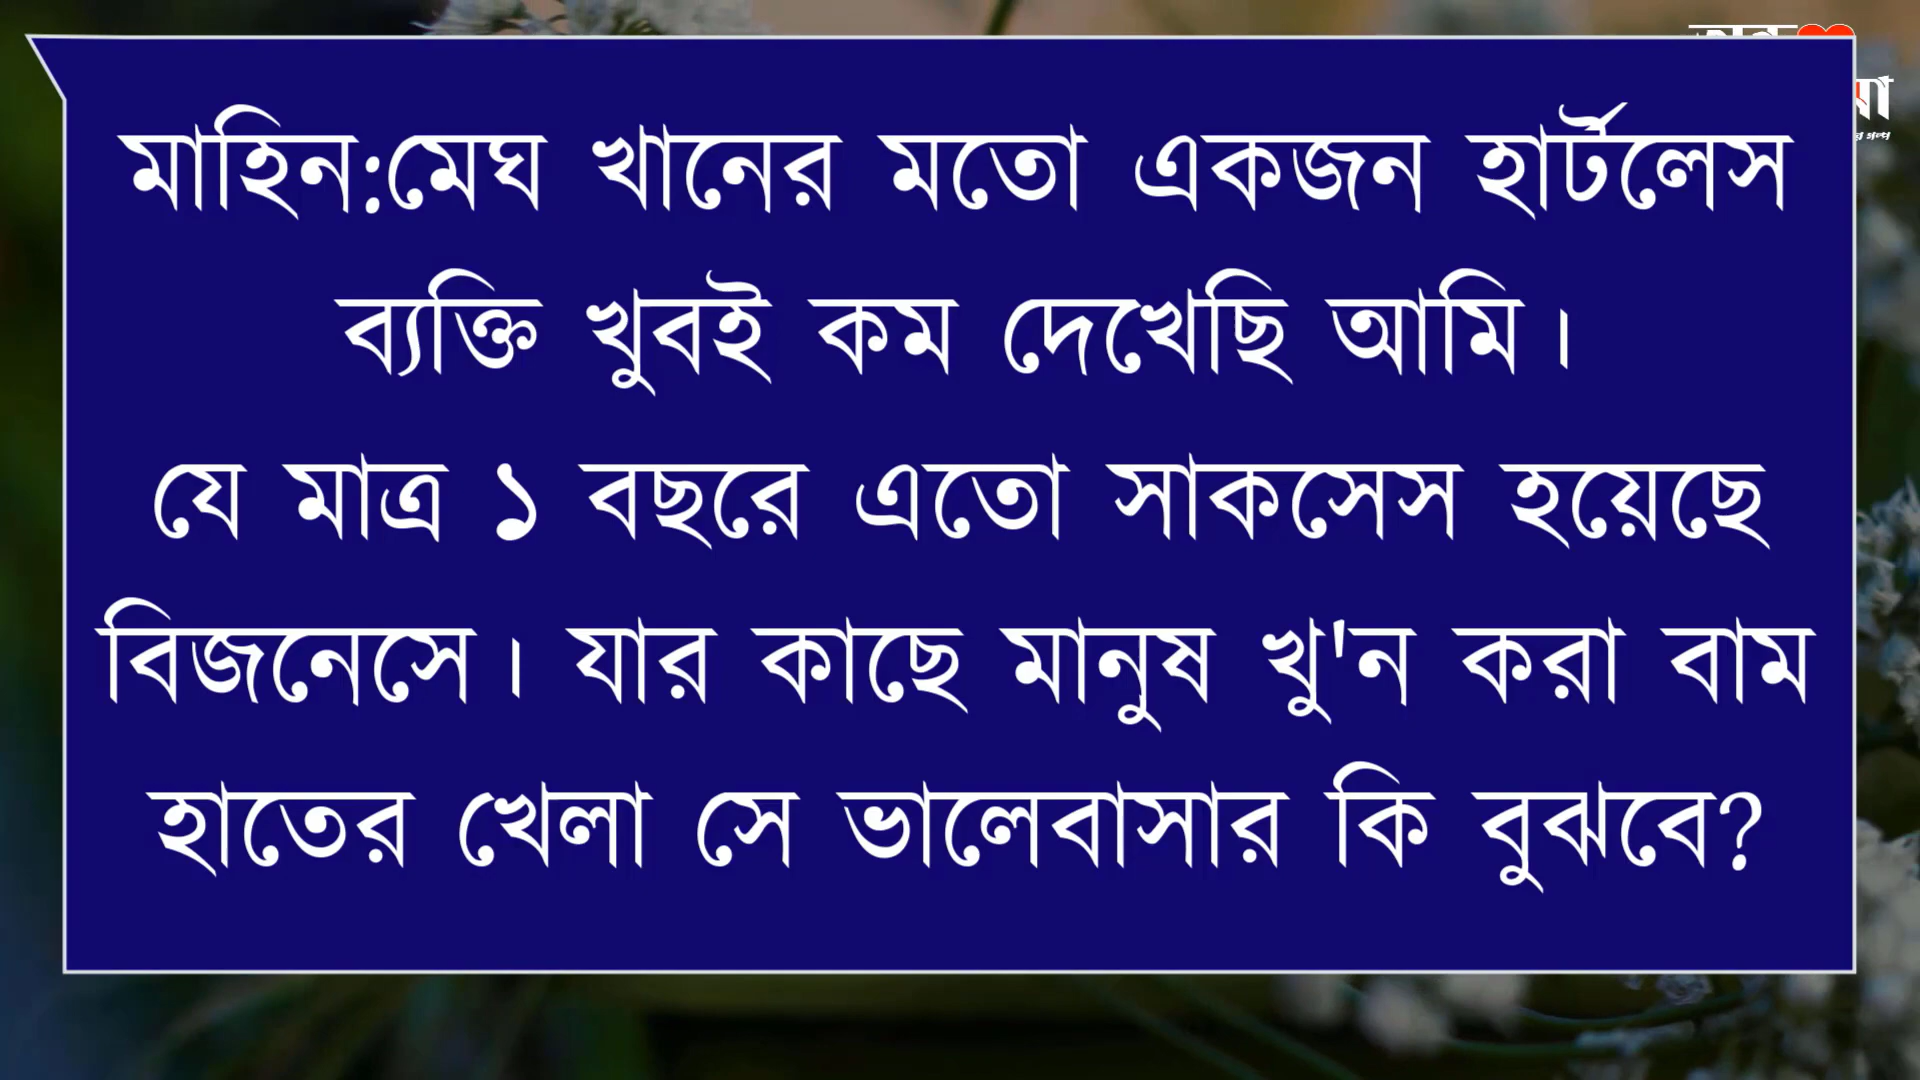 মাহিন:মেঘ খানের মতো একজন হার্টলেস
ব্যক্তি খুবই কম দেখেছি আমি।
যে মাত্র ১ বছরে এতো সাকসেস হয়েছে
বিজনেসে। যার কাছে মানুষ খু'ন করা বাম
হাতের খেলা সে ভালেবাসার কি বুঝবে?